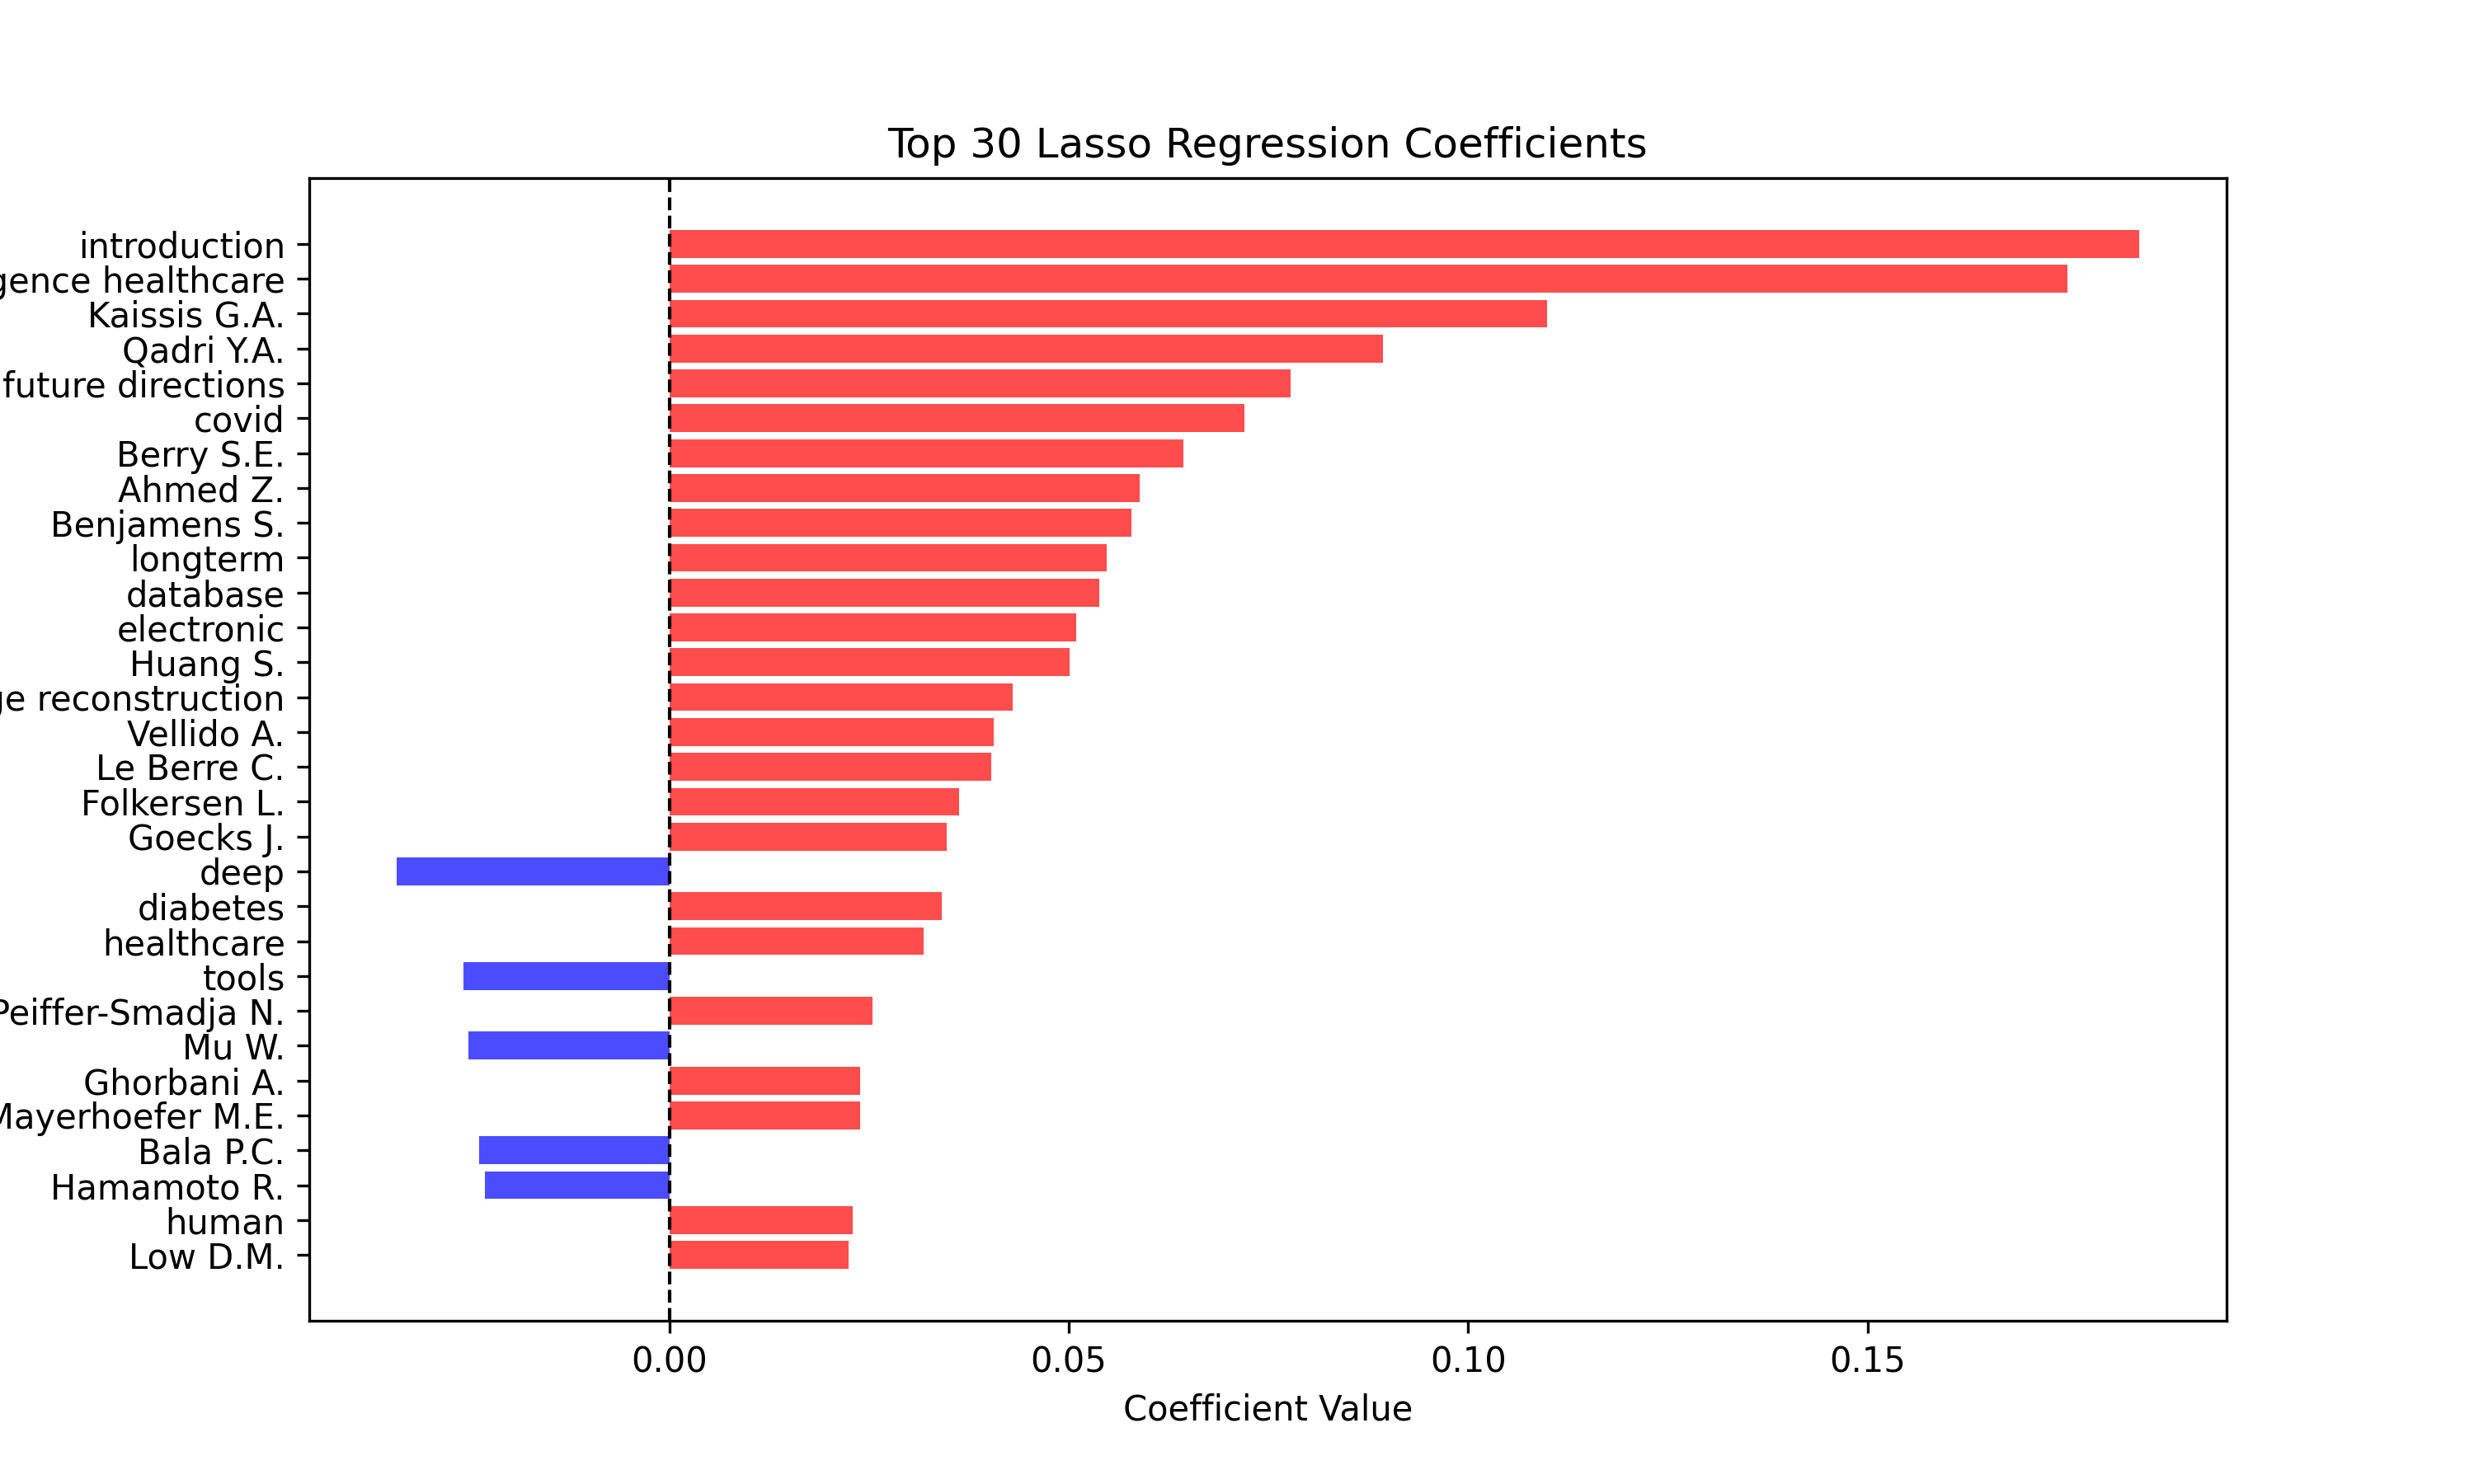 Top 30 Lasso Regression Coefficients
introduction
healthcare
Kaissis G.A.
Qadri Y.A.
future directions
covid
Berry S.E.
Ahmed Z.
Benjamens S.
longterm
database
electronic
Huang S.
reconstruction
Vellido A.
Le Berre C.
Folkersen L.
Goecks J.
deep
diabetes
healthcare
tools
Peiffer-Smadja N.
Mu W.
Ghorbani A.
Mayerhoefer M.E.
Bala P.C.
Hamamoto R.
human
Low D.M.
0.00 0.05 0.10 0.15
Coefficient Value